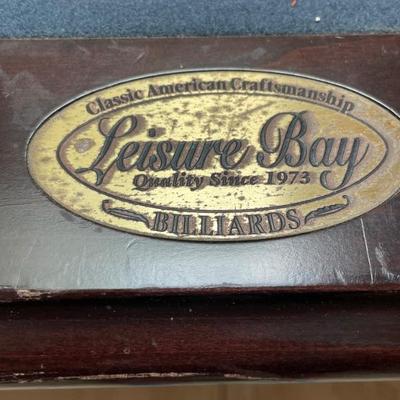 Classic American Craftsmanship
Leisure Bay
Quality Since 1973
BILLIARDS